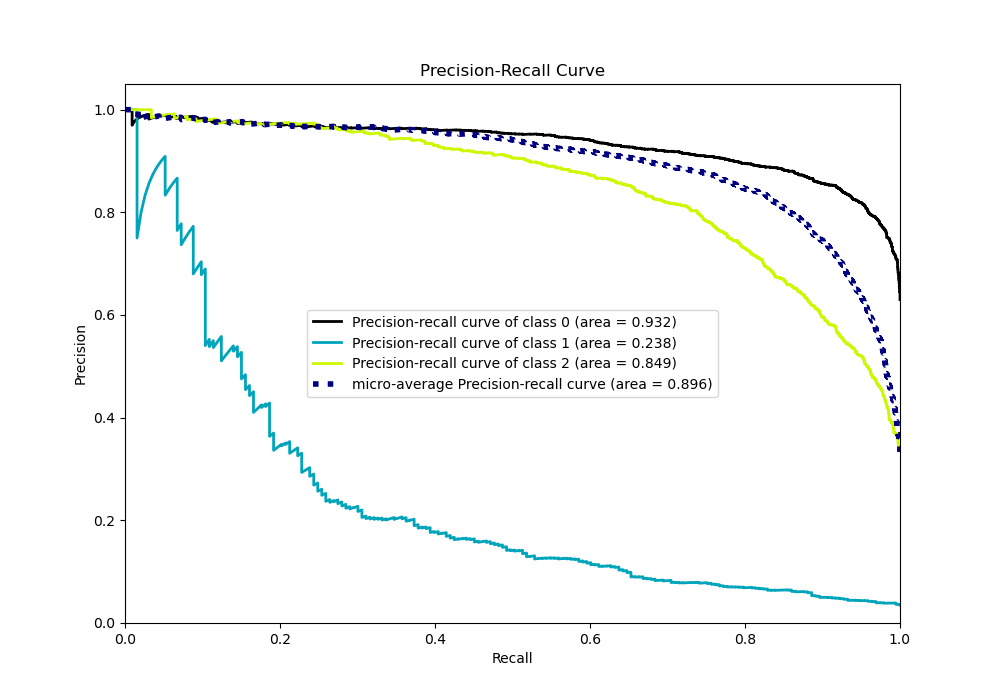 Precision-Recall Curve
1.0
0.8
0.6
0.4
0.2
0.0
Precision
Precision-recall curve of class 0 (area = 0.932)
Precision-recall curve of class 1 (area = 0.238)
Precision-recall curve of class 2 (area = 0.849)
micro-average Precision-recall curve (area = 0.896)
0.0 0.2 0.4 0.6 0.8 1.0
Recall